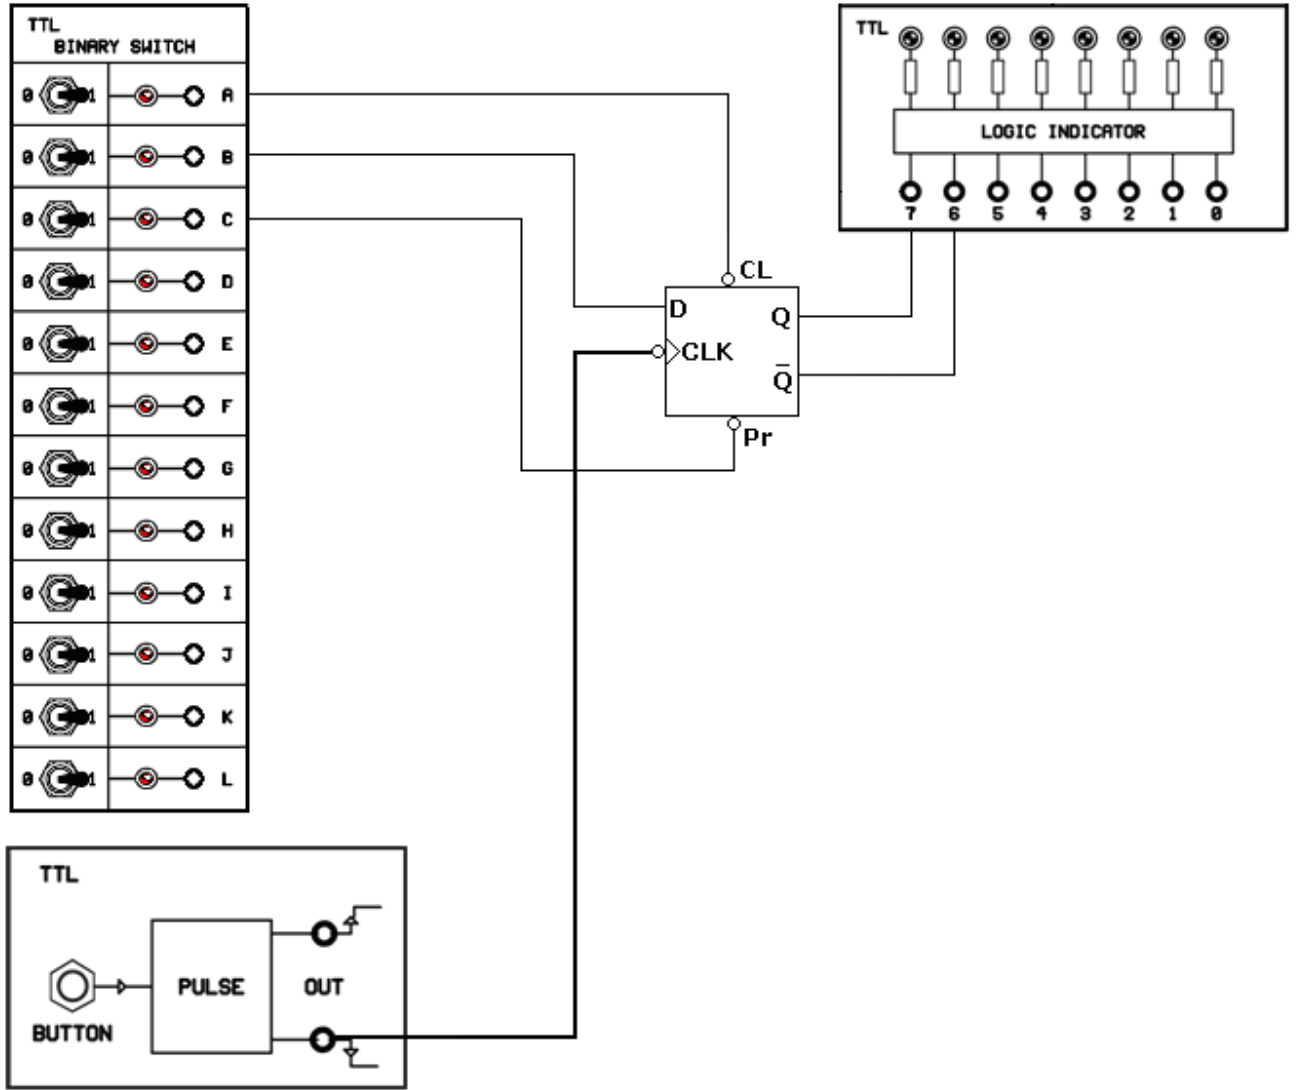 TTL
BINARY SWITCH
0 1 A
0 1 B
0 1 C
0 1 D
0 1 E
0 1 F
0 1 G
0 1 H
0 1 I
0 1 J
0 1 K
0 1 L
TTL
LOGIC INDICATOR
7 6 5 4 3 2 1 0
CL
D
Q
CLK
Q̅
Pr
TTL
PULSE
OUT
BUTTON